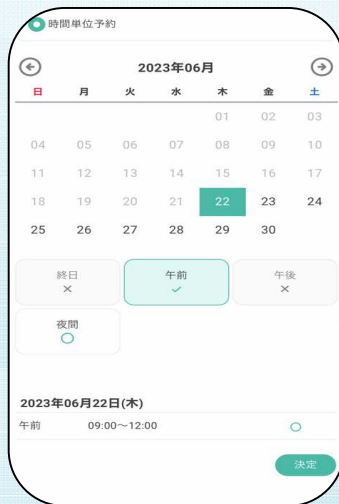 時間単位予約
2023年06月
日 月 火 水 木 金 土
01 02 03
04 05 06 07 08 09 10
11 12 13 14 15 16 17
18 19 20 21 22 23 24
25 26 27 28 29 30
終日 午前 午後
× ✓ ×
夜間
○
2023年06月22日(木)
午前 09:00～12:00 ○
決定